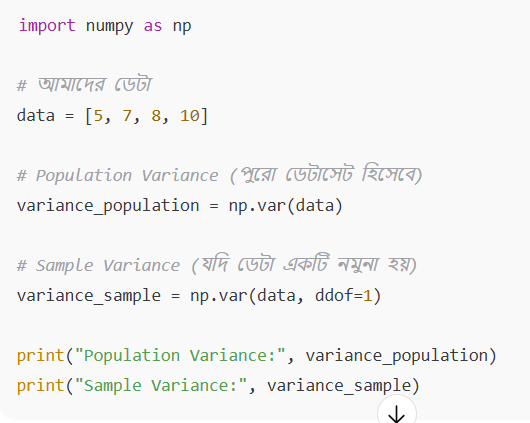 import numpy as np
# আমাদের ডেটা
data = [5, 7, 8, 10]
# Population Variance (পুরো ডেটাসেট হিসেবে)
variance_population = np.var(data)
# Sample Variance (যদি ডেটা একটি নমুনা হয়)
variance_sample = np.var(data, ddof=1)
print("Population Variance:", variance_population)
print("Sample Variance:", variance_sample)